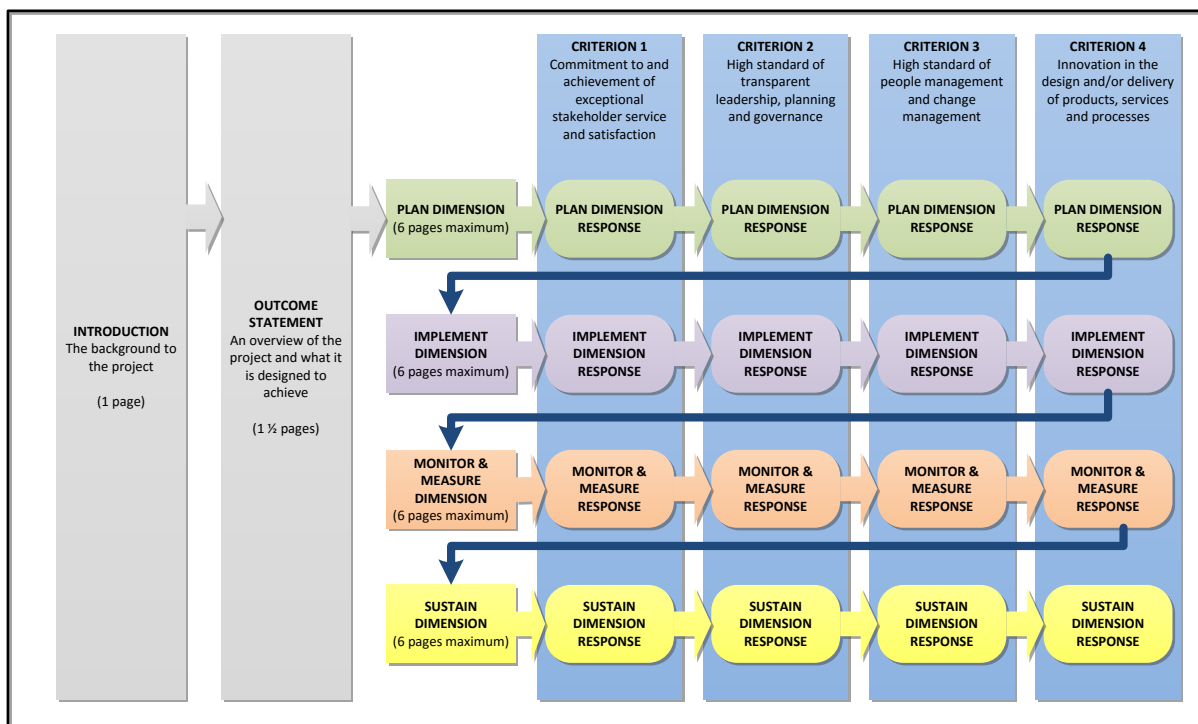 INTRODUCTION
The background to
the project
(1 page)
OUTCOME
STATEMENT
An overview of the
project and what it
is designed to
achieve
(1 ½ pages)
CRITERION 1
Commitment to and
achievement of
exceptional
stakeholder service
and satisfaction
CRITERION 2
High standard of
transparent
leadership, planning
and governance
CRITERION 3
High standard of
people management
and change
management
CRITERION 4
Innovation in the
design and/or delivery
of products, services
and processes
PLAN DIMENSION
(6 pages maximum)
PLAN DIMENSION
RESPONSE
PLAN DIMENSION
RESPONSE
PLAN DIMENSION
RESPONSE
PLAN DIMENSION
RESPONSE
IMPLEMENT
DIMENSION
(6 pages maximum)
IMPLEMENT
DIMENSION
RESPONSE
IMPLEMENT
DIMENSION
RESPONSE
IMPLEMENT
DIMENSION
RESPONSE
IMPLEMENT
DIMENSION
RESPONSE
MONITOR &
MEASURE
DIMENSION
(6 pages maximum)
MONITOR &
MEASURE
RESPONSE
MONITOR &
MEASURE
RESPONSE
MONITOR &
MEASURE
RESPONSE
MONITOR &
MEASURE
RESPONSE
SUSTAIN
DIMENSION
(6 pages maximum)
SUSTAIN
DIMENSION
RESPONSE
SUSTAIN
DIMENSION
RESPONSE
SUSTAIN
DIMENSION
RESPONSE
SUSTAIN
DIMENSION
RESPONSE